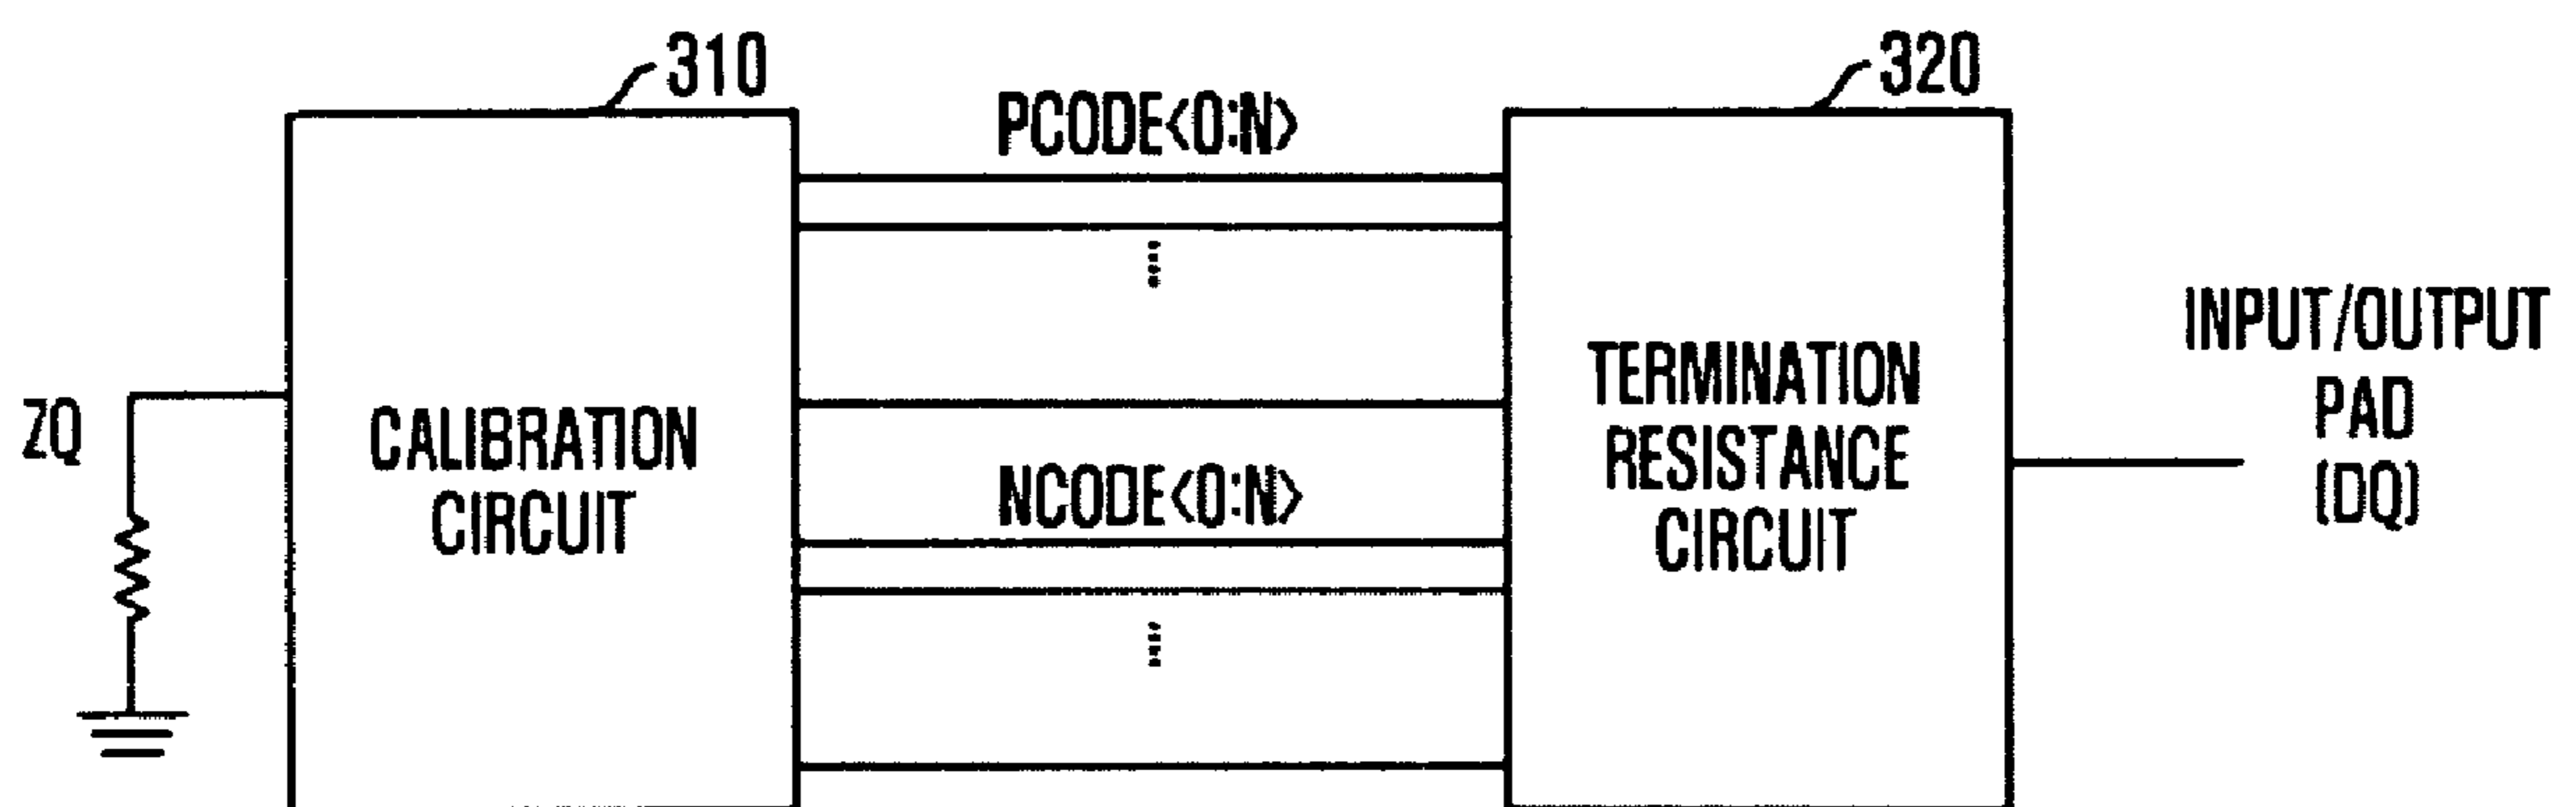 310
320
PCODE<0:N>
ZQ
CALIBRATION
CIRCUIT
NCODE<0:N>
TERMINATION
RESISTANCE
CIRCUIT
INPUT/OUTPUT
PAD
(DQ)